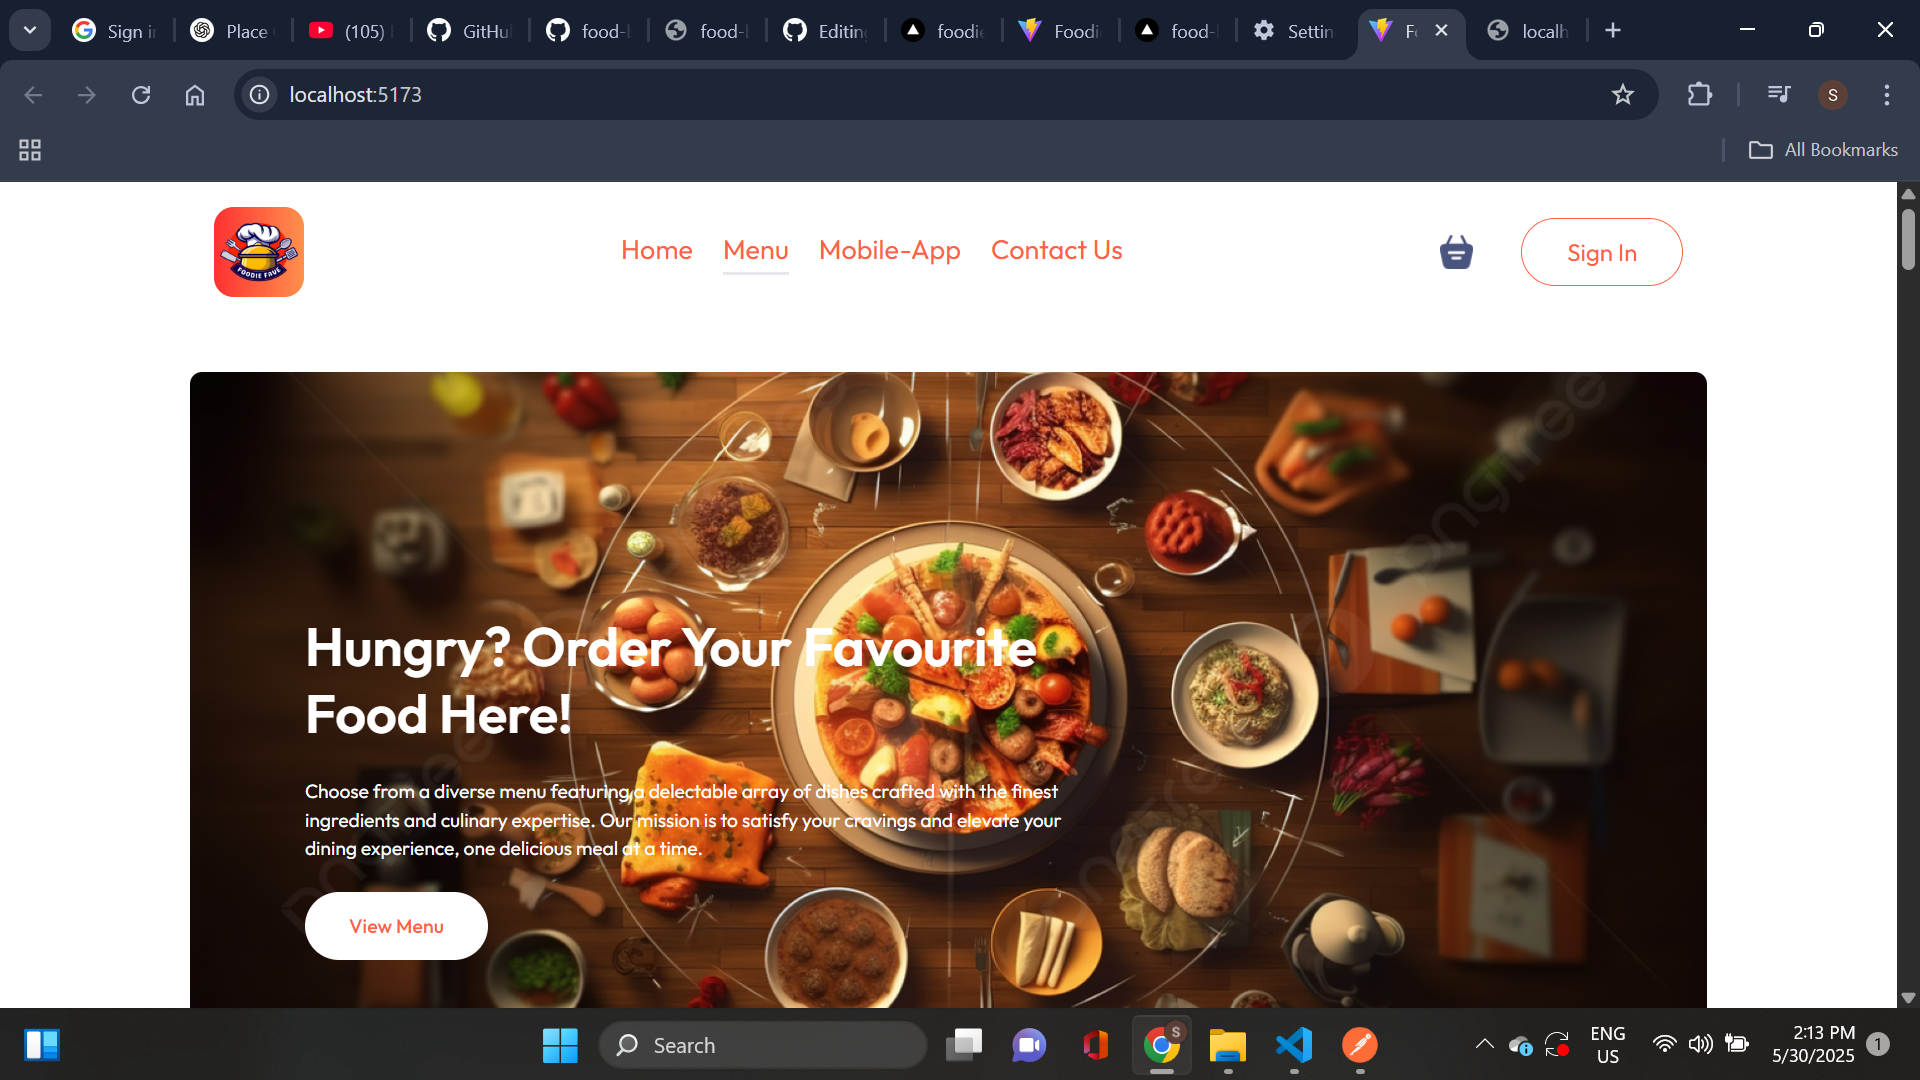 Sign in
Place
(105)
GitHu
food-
food-
Editin
foodie
Foodi
food-
Settin
Fo
localh
localhost:5173
S
All Bookmarks
FOODIE FAVE
Home
Menu
Mobile-App
Contact Us
Sign In
Hungry? Order Your Favourite
Food Here!
Choose from a diverse menu featuring a delectable array of dishes crafted with the finest
ingredients and culinary expertise. Our mission is to satisfy your cravings and elevate your
dining experience, one delicious meal at a time.
View Menu
pngtree
Search
S
ENG
US
2:13 PM
5/30/2025
1